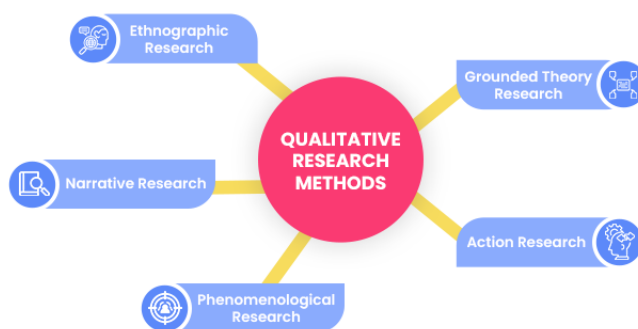 Ethnographic
Research
Grounded Theory
Research
QUALITATIVE
RESEARCH
METHODS
Narrative Research
Action Research
Phenomenological
Research